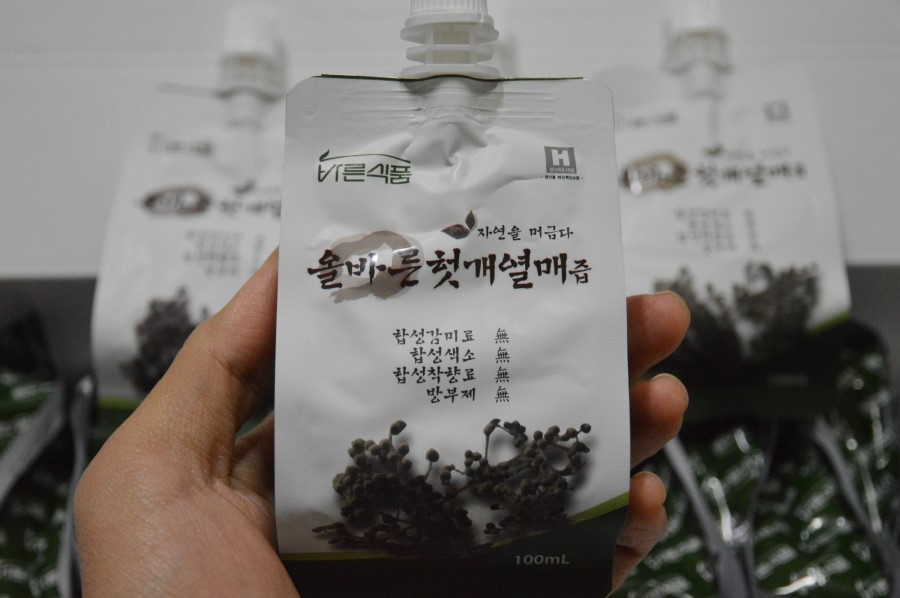 바른식품
H
자연을 머금다
올바른헛개열매즙
합성감미료 無
합성색소 無
합성착향료 無
방부제 無
100mL